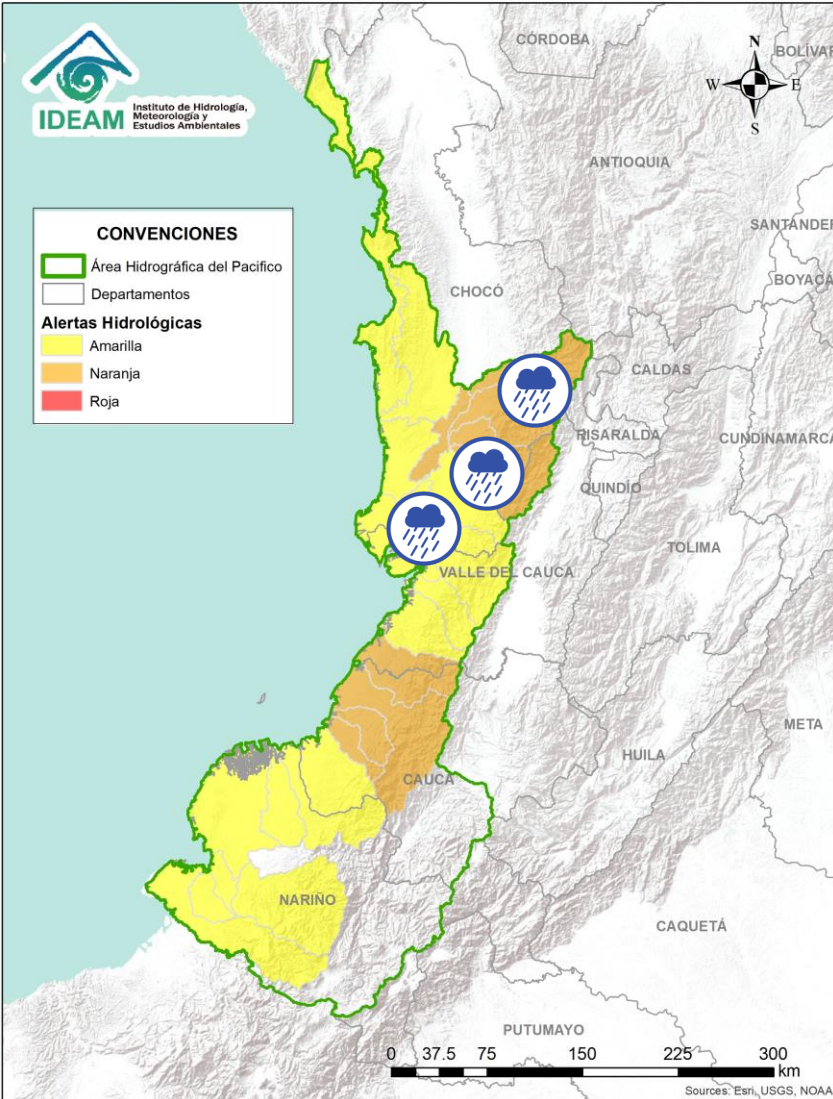 IDEAM
Instituto de Hidrología,
Meteorología y
Estudios Ambientales
CÓRDOBA
BOLÍVAR
N
W
E
S
ANTIOQUIA
SANTANDER
BOYACÁ
CONVENCIONES
Área Hidrográfica del Pacifico
Departamentos
Alertas Hidrológicas
Amarilla
Naranja
Roja
CHOCÓ
CALDAS
RISARALDA
CUNDINAMARCA
QUINDÍO
TOLIMA
VALLE DEL CAUCA
META
HUILA
CAUCA
NARIÑO
CAQUETÁ
PUTUMAYO
0 37.5 75 150 225 300
km
Sources: Esri, USGS, NOAA